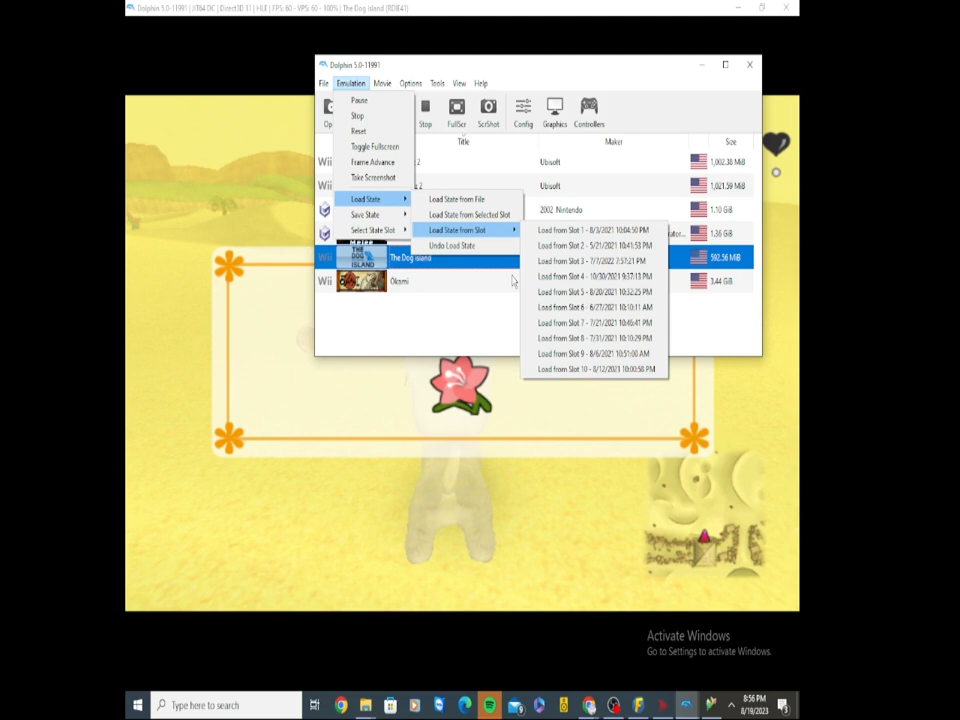 Dolphin 5.0-11991 | JIT64 DC | Direct3D 11 | HLE | FPS: 60 - VPS: 60 - 100% | The Dog Island (RDIE41)
Dolphin 5.0-11991
File Emulation Movie Options Tools View Help
Pause
Stop
Reset
Toggle Fullscreen
Frame Advance
Take Screenshot
Load State
Save State
Select State Slot
Op Stop FullScr ScrShot Config Graphics Controllers
Title Maker Size
Wii 2 Ubisoft 1,002.38 MiB
Wii 2 Ubisoft 1,021.59 MiB
2002 Nintendo 1.10 GiB
1.36 GiB
Wii THE DOG ISLAND The Dog Island 592.56 MiB
Wii Okami 3.44 GiB
Load State from File
Load State from Selected Slot
Load State from Slot
Undo Load State
Load from Slot 1 - 8/3/2021 10:04:50 PM
Load from Slot 2 - 5/21/2021 10:41:53 PM
Load from Slot 3 - 7/7/2022 7:57:21 PM
Load from Slot 4 - 10/30/2021 9:37:13 PM
Load from Slot 5 - 8/20/2021 10:32:25 PM
Load from Slot 6 - 6/27/2021 10:10:11 AM
Load from Slot 7 - 7/21/2021 10:46:41 PM
Load from Slot 8 - 7/31/2021 10:10:29 PM
Load from Slot 9 - 8/6/2021 10:51:00 AM
Load from Slot 10 - 8/12/2021 10:00:58 PM
Activate Windows
Go to Settings to activate Windows.
Type here to search
8:56 PM
8/19/2023